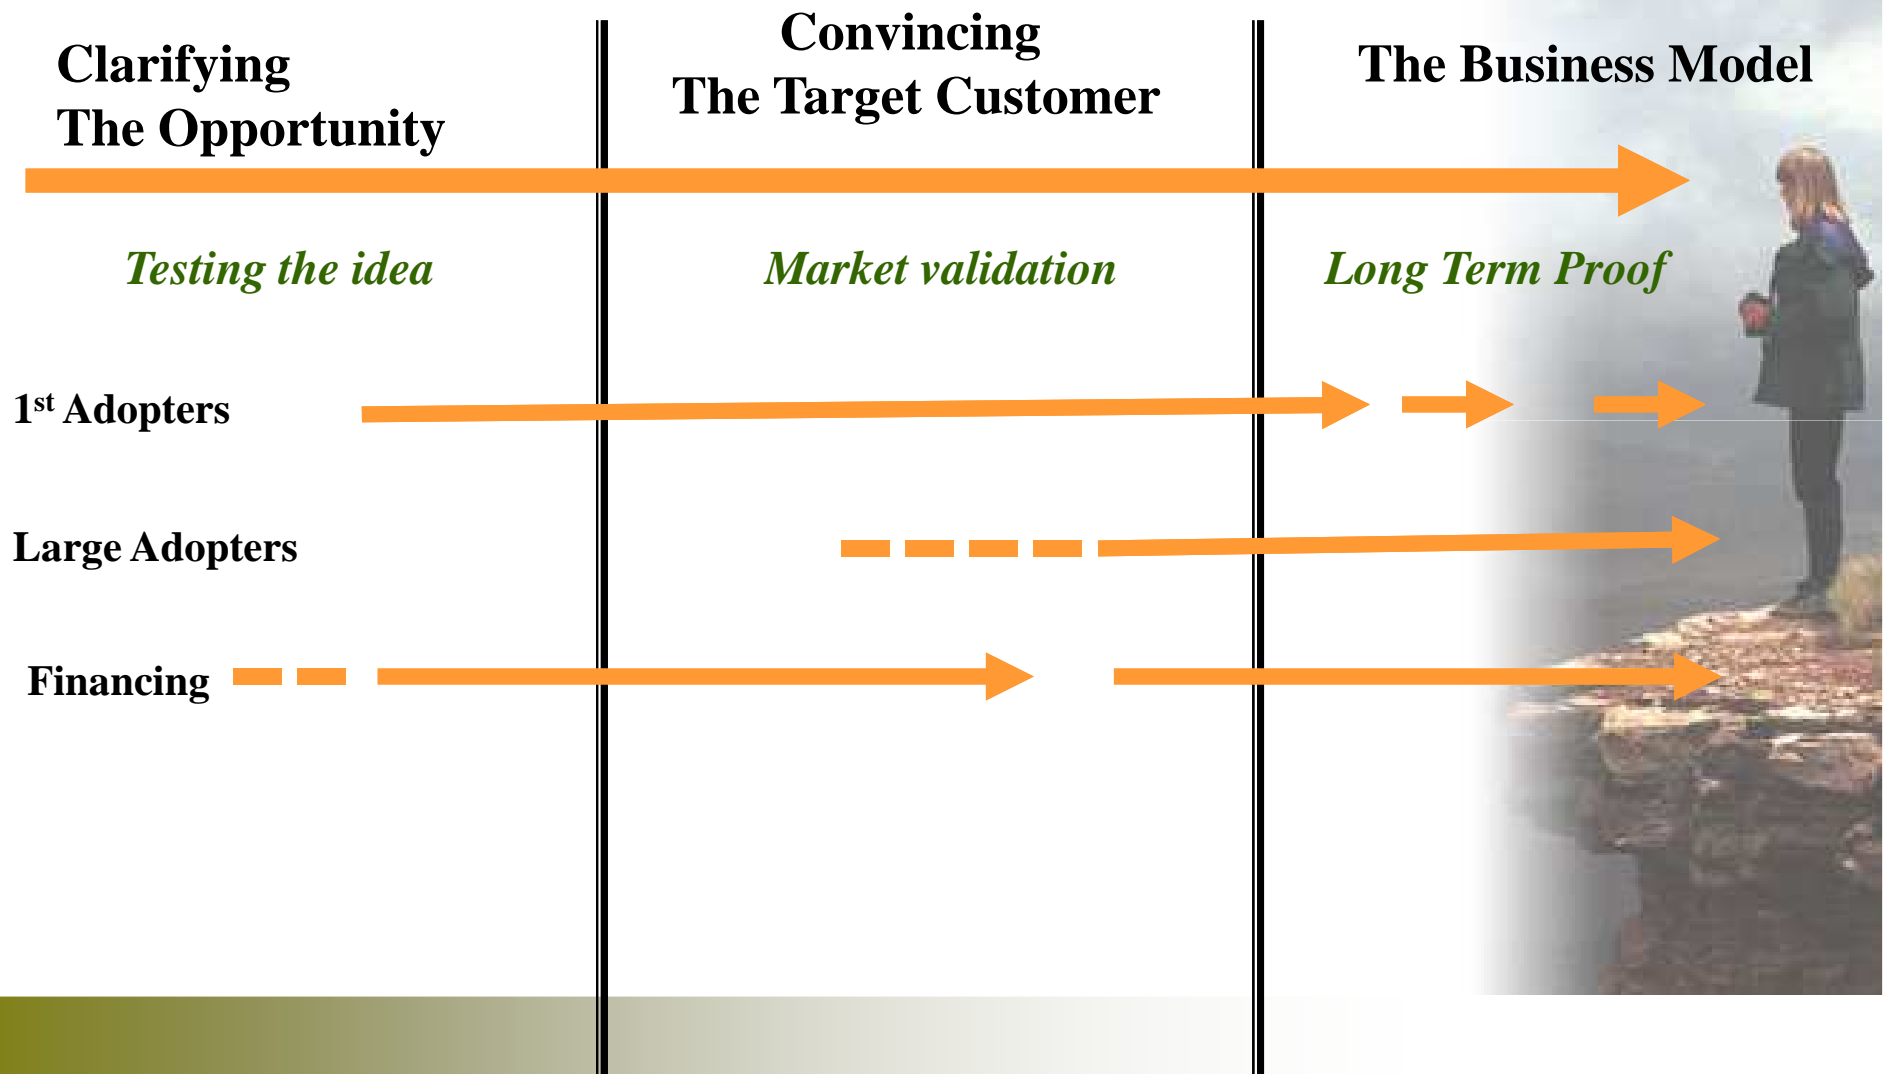 Clarifying
The Opportunity
Convincing
The Target Customer
The Business Model
Testing the idea
Market validation
Long Term Proof
1st Adopters
Large Adopters
Financing